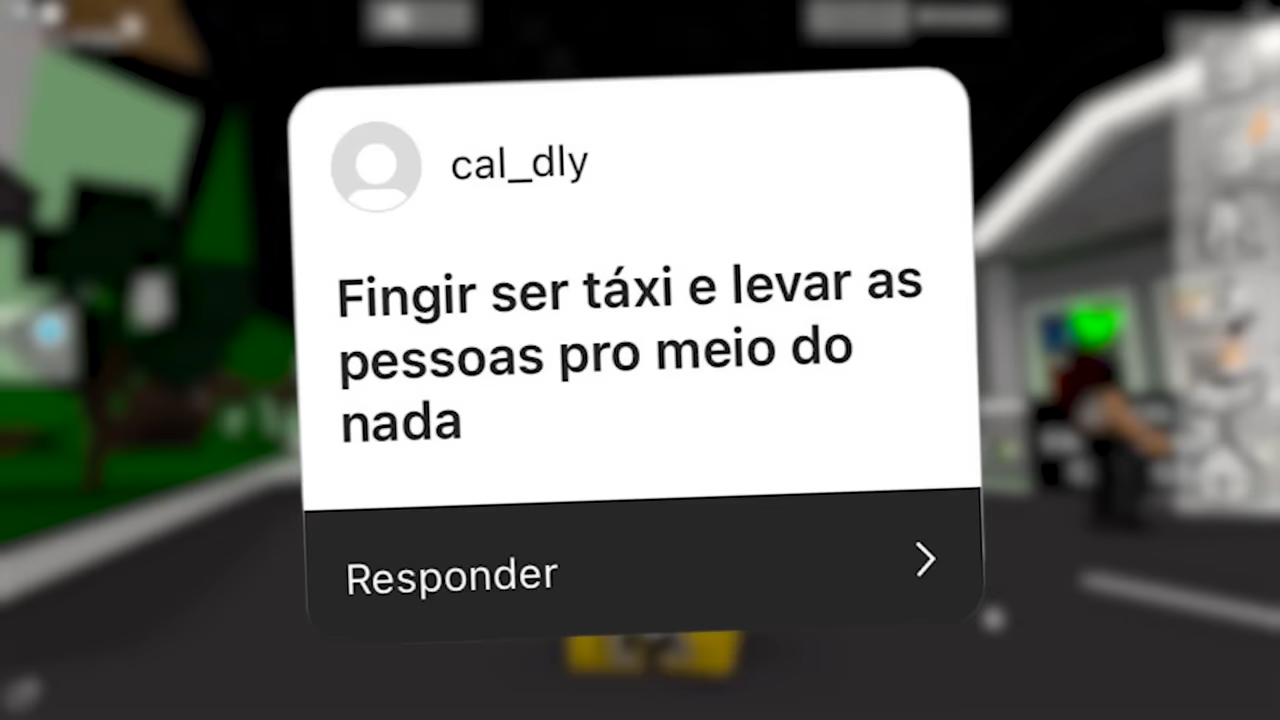 cal_dly
Fingir ser táxi e levar as
pessoas pro meio do
nada
Responder